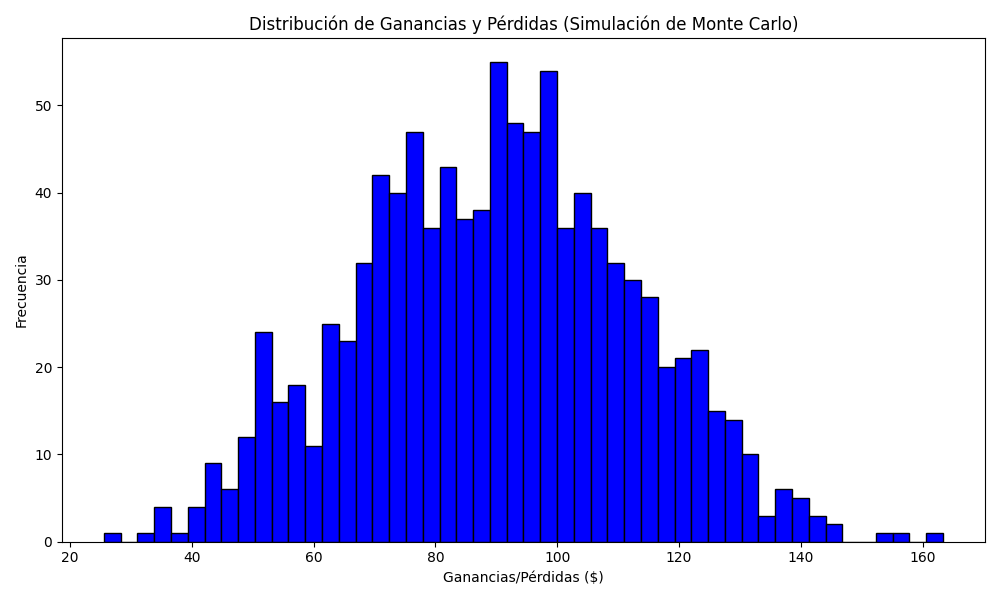 Distribución de Ganancias y Pérdidas (Simulación de Monte Carlo)
50
40
30
20
10
0
Frecuencia
20 40 60 80 100 120 140 160
Ganancias/Pérdidas ($)